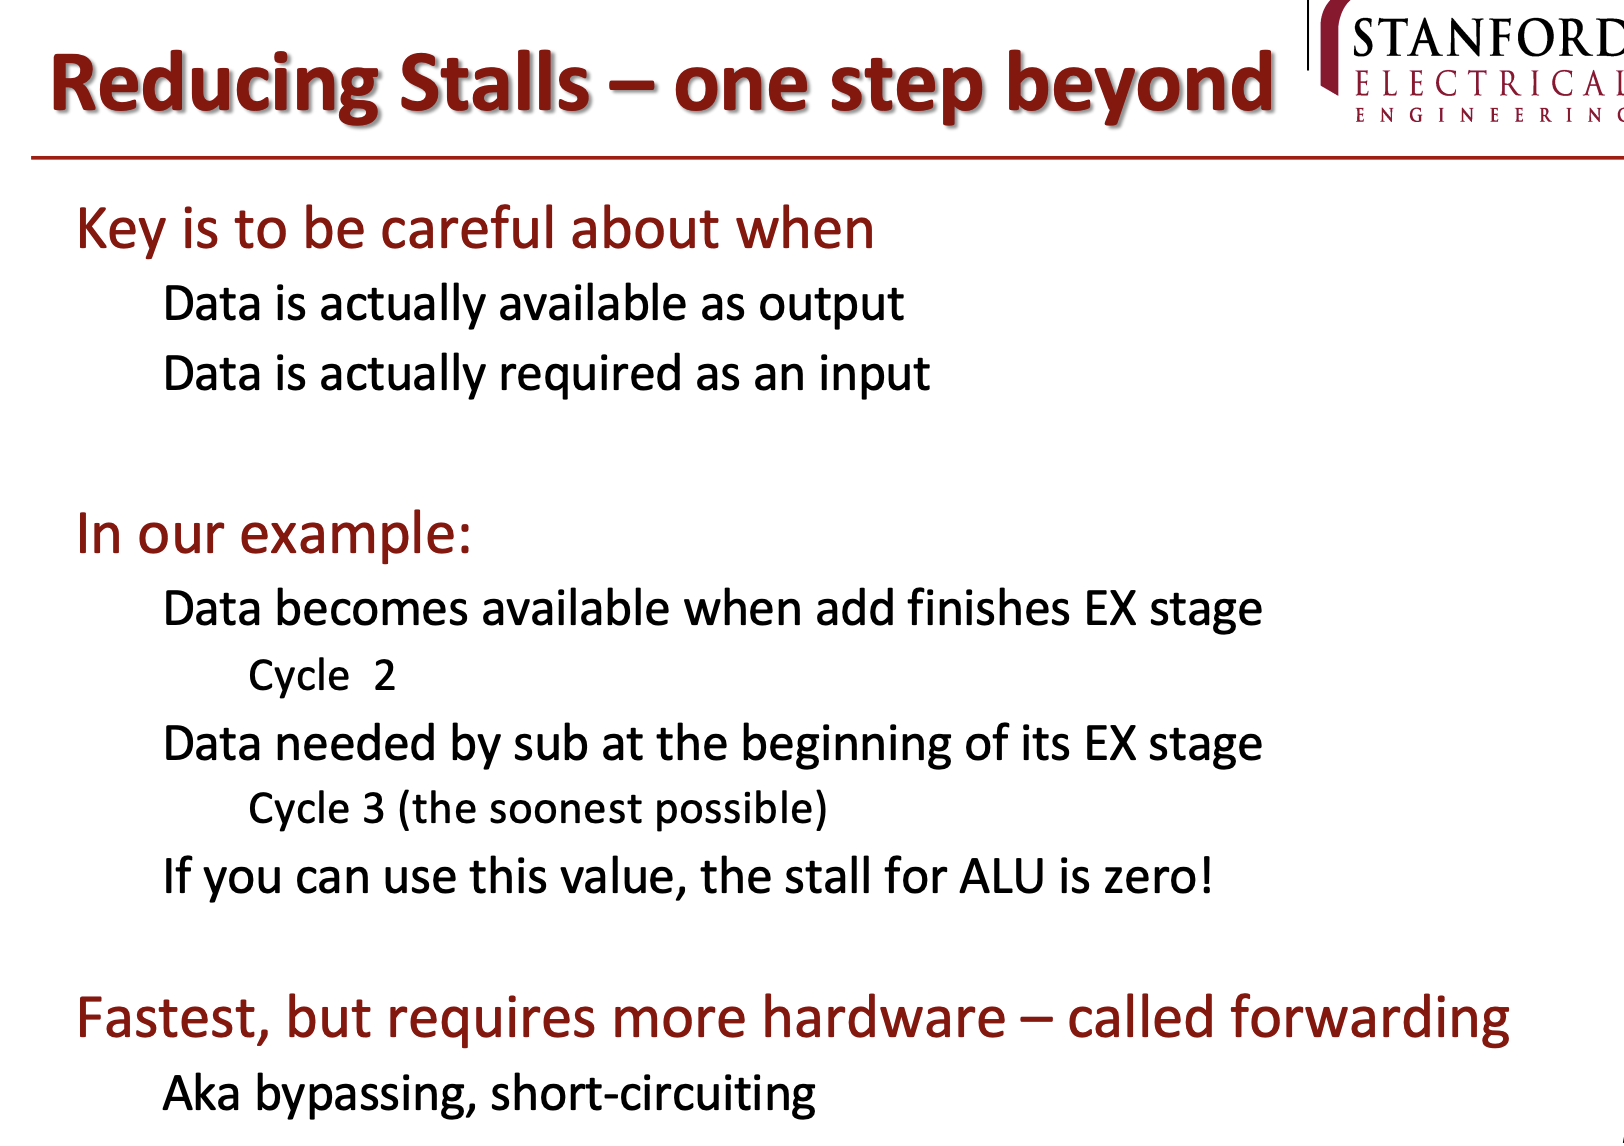 Reducing Stalls – one step beyond
STANFORD
ELECTRICAL
ENGINEERING
Key is to be careful about when
Data is actually available as output
Data is actually required as an input
In our example:
Data becomes available when add finishes EX stage
Cycle  2
Data needed by sub at the beginning of its EX stage
Cycle 3 (the soonest possible)
If you can use this value, the stall for ALU is zero!
Fastest, but requires more hardware – called forwarding
Aka bypassing, short-circuiting